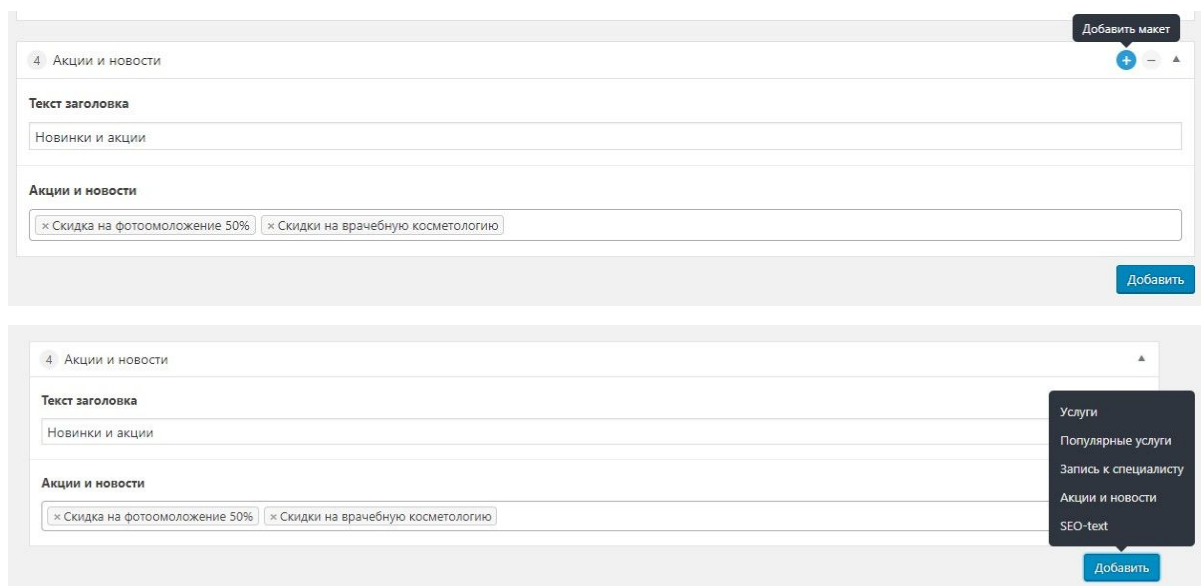 Добавить макет
4 Акции и новости
Текст заголовка
Новинки и акции
Акции и новости
× Скидка на фотоомоложение 50% × Скидки на врачебную косметологию
Добавить
4 Акции и новости
Текст заголовка
Новинки и акции
Акции и новости
× Скидка на фотоомоложение 50% × Скидки на врачебную косметологию
Услуги
Популярные услуги
Запись к специалисту
Акции и новости
SEO-text
Добавить